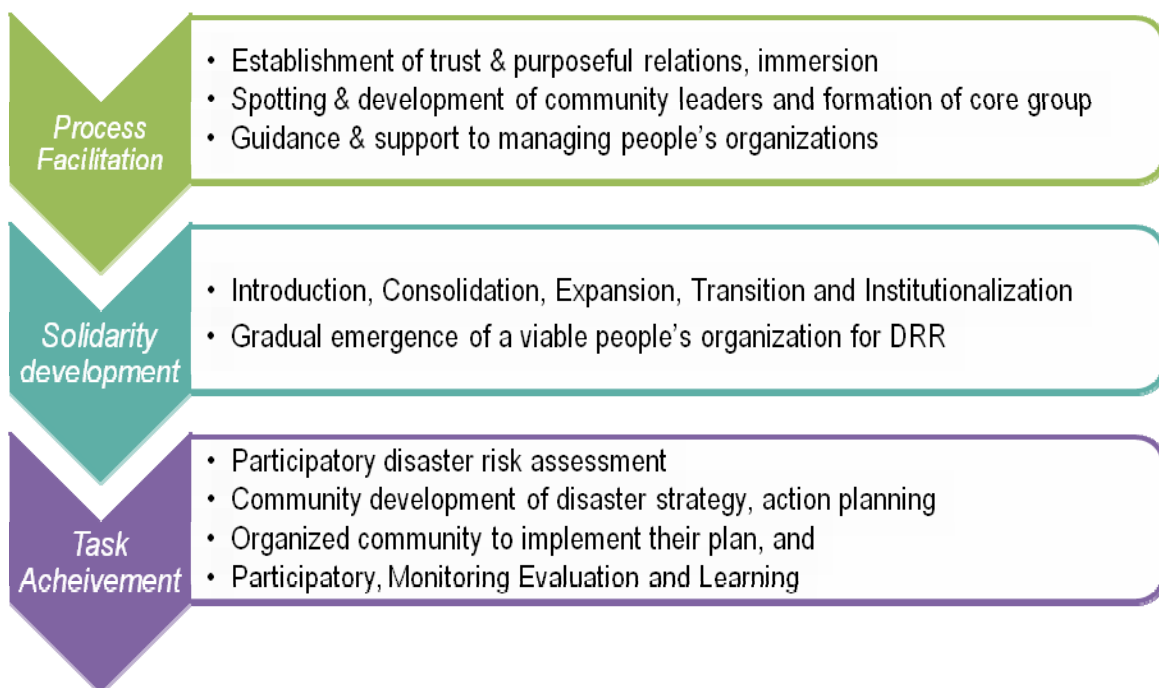 Process
Facilitation
• Establishment of trust & purposeful relations, immersion
• Spotting & development of community leaders and formation of core group
• Guidance & support to managing people's organizations
Solidarity
development
• Introduction, Consolidation, Expansion, Transition and Institutionalization
• Gradual emergence of a viable people's organization for DRR
Task
Acheivement
• Participatory disaster risk assessment
• Community development of disaster strategy, action planning
• Organized community to implement their plan, and
• Participatory, Monitoring Evaluation and Learning